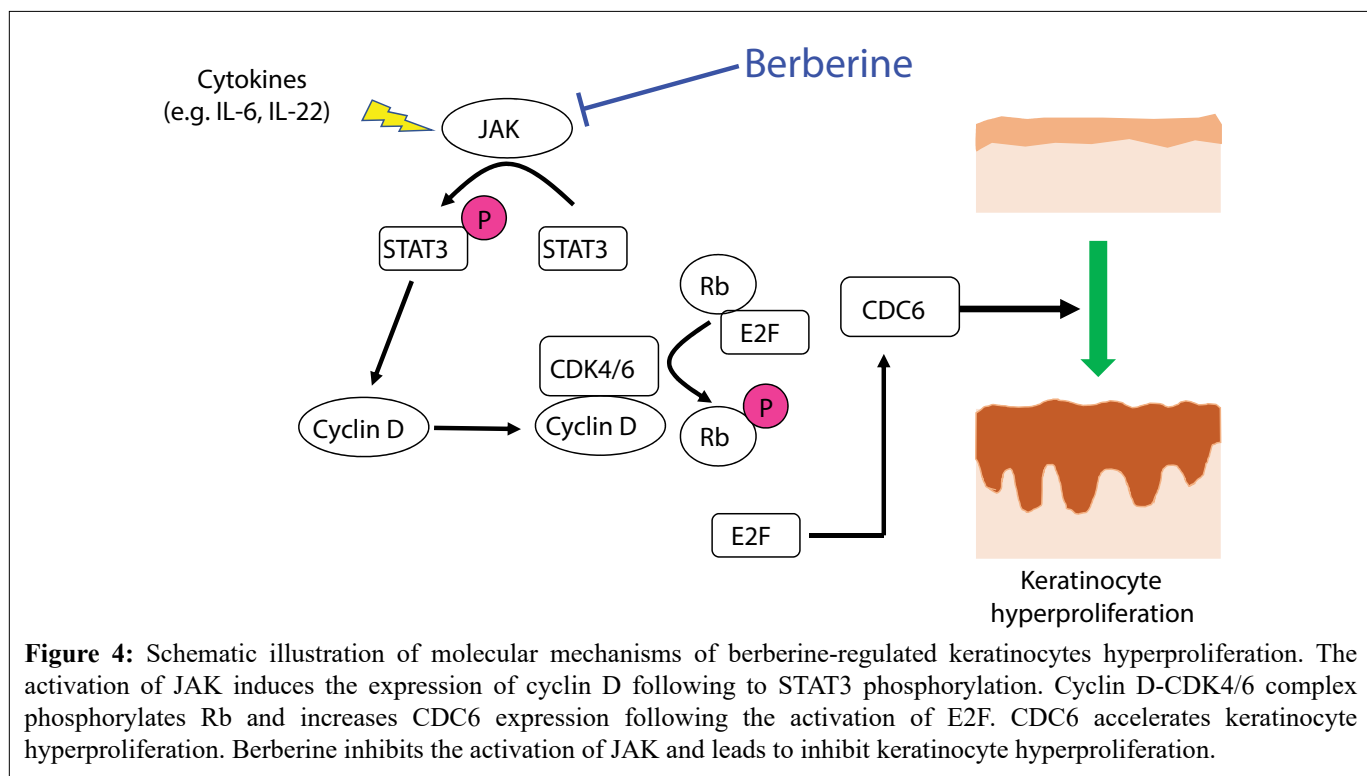 Berberine
Cytokines
(e.g. IL-6, IL-22)
JAK
P
STAT3
STAT3
Rb
E2F
CDC6
CDK4/6
P
Cyclin D
Cyclin D
Rb
E2F
Keratinocyte
hyperproliferation
Figure 4: Schematic illustration of molecular mechanisms of berberine-regulated keratinocytes hyperproliferation. The
activation of JAK induces the expression of cyclin D following to STAT3 phosphorylation. Cyclin D-CDK4/6 complex
phosphorylates Rb and increases CDC6 expression following the activation of E2F. CDC6 accelerates keratinocyte
hyperproliferation. Berberine inhibits the activation of JAK and leads to inhibit keratinocyte hyperproliferation.